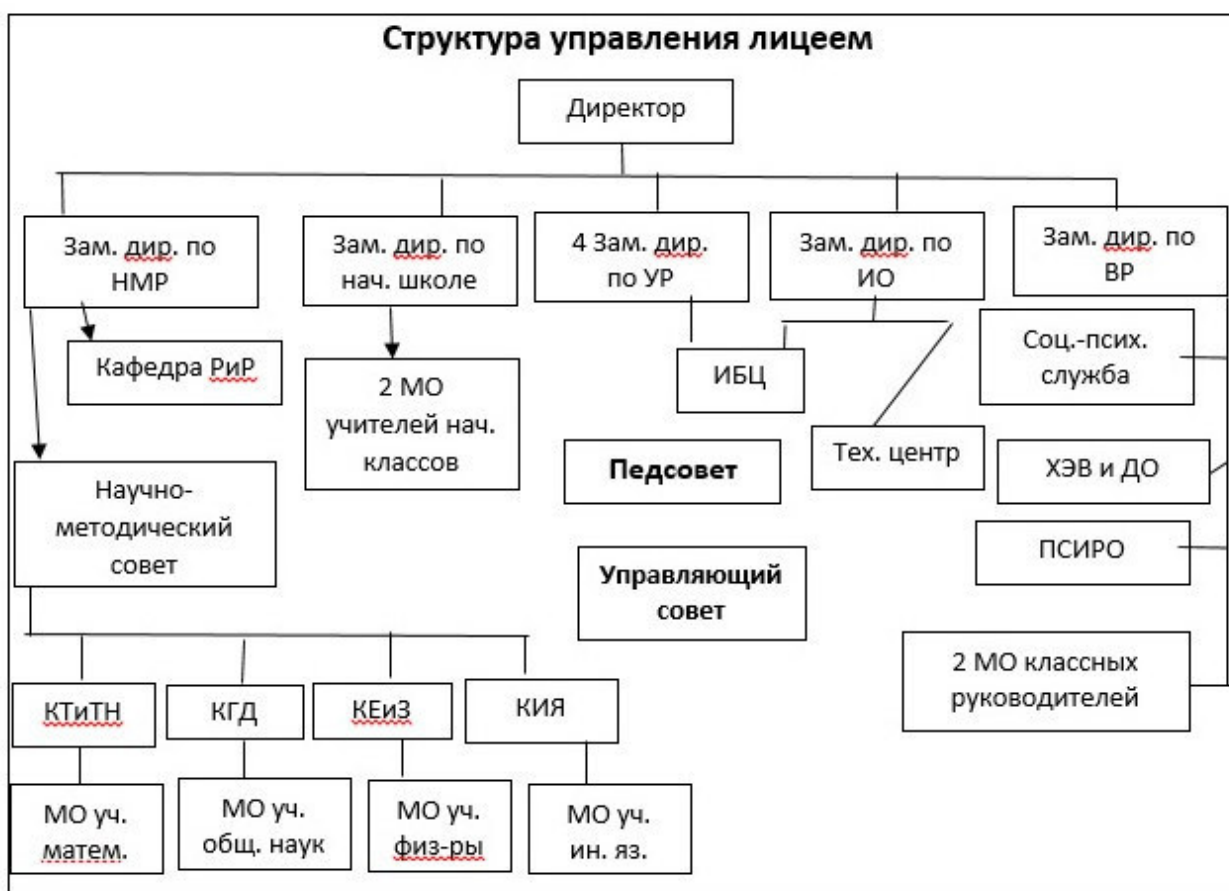 Структура управления лицеем
Директор
Зам. дир. по
НМР
Зам. дир. по
нач. школе
4 Зам. дир.
по УР
Зам. дир. по
ИО
Зам. дир. по
ВР
Кафедра РиР
2 МО
учителей нач.
классов
ИБЦ
Тех. центр
Соц.-псих.
служба
Педсовет
ХЭВ и ДО
Научно-
методический
совет
ПСИРО
Управляющий
совет
2 МО классных
руководителей
КТиТН
КГД
КЕиЗ
КИЯ
МО уч.
матем.
МО уч.
общ. наук
МО уч.
физ-ры
МО уч.
ин. яз.